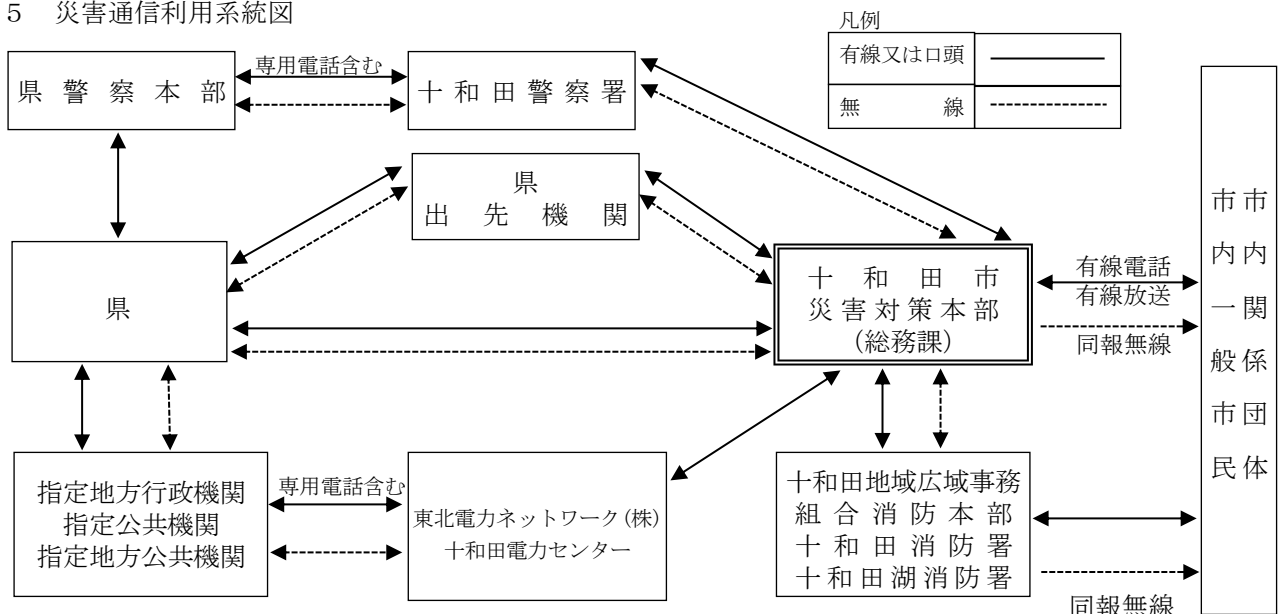 5　災害通信利用系統図
凡例
有線又は口頭
無　　　線
県警察本部
専用電話含む
十和田警察署
県
出先機関
県
十和田市
災害対策本部
(総務課)
有線電話
有線放送
同報無線
市内関係団体
市内一般市民
指定地方行政機関
指定公共機関
指定地方公共機関
専用電話含む
東北電力ネットワーク(株)
十和田電力センター
十和田地域広域事務
組合消防本部
十和田消防署
十和田湖消防署
同報無線